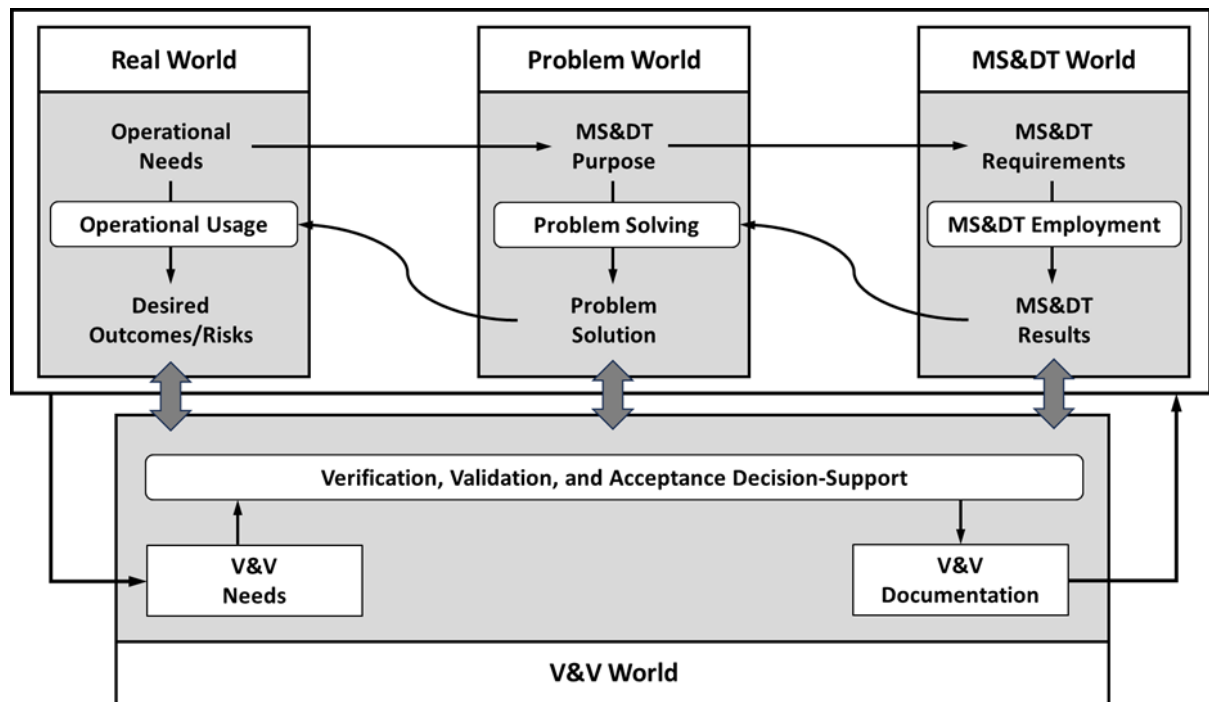 Real World
Operational
Needs
Operational Usage
Desired
Outcomes/Risks
Problem World
MS&DT
Purpose
Problem Solving
Problem
Solution
MS&DT World
MS&DT
Requirements
MS&DT Employment
MS&DT
Results
Verification, Validation, and Acceptance Decision-Support
V&V
Needs
V&V
Documentation
V&V World